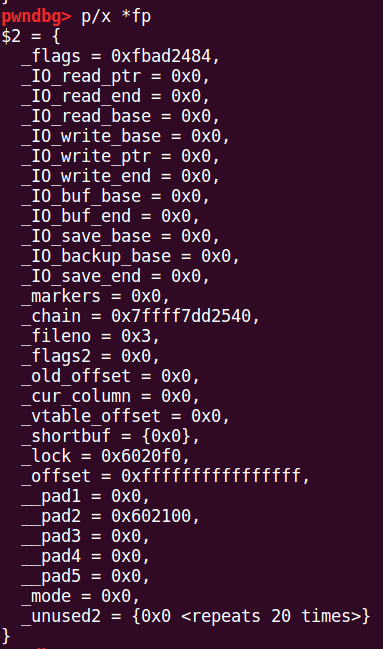 pwndbg> p/x *fp
$2 = {
  _flags = 0xfbad2484,
  _IO_read_ptr = 0x0,
  _IO_read_end = 0x0,
  _IO_read_base = 0x0,
  _IO_write_base = 0x0,
  _IO_write_ptr = 0x0,
  _IO_write_end = 0x0,
  _IO_buf_base = 0x0,
  _IO_buf_end = 0x0,
  _IO_save_base = 0x0,
  _IO_backup_base = 0x0,
  _IO_save_end = 0x0,
  _markers = 0x0,
  _chain = 0x7ffff7dd2540,
  _fileno = 0x3,
  _flags2 = 0x0,
  _old_offset = 0x0,
  _cur_column = 0x0,
  _vtable_offset = 0x0,
  _shortbuf = {0x0},
  _lock = 0x6020f0,
  _offset = 0xffffffffffffffff,
  __pad1 = 0x0,
  __pad2 = 0x602100,
  __pad3 = 0x0,
  __pad4 = 0x0,
  __pad5 = 0x0,
  _mode = 0x0,
  _unused2 = {0x0 <repeats 20 times>}
}